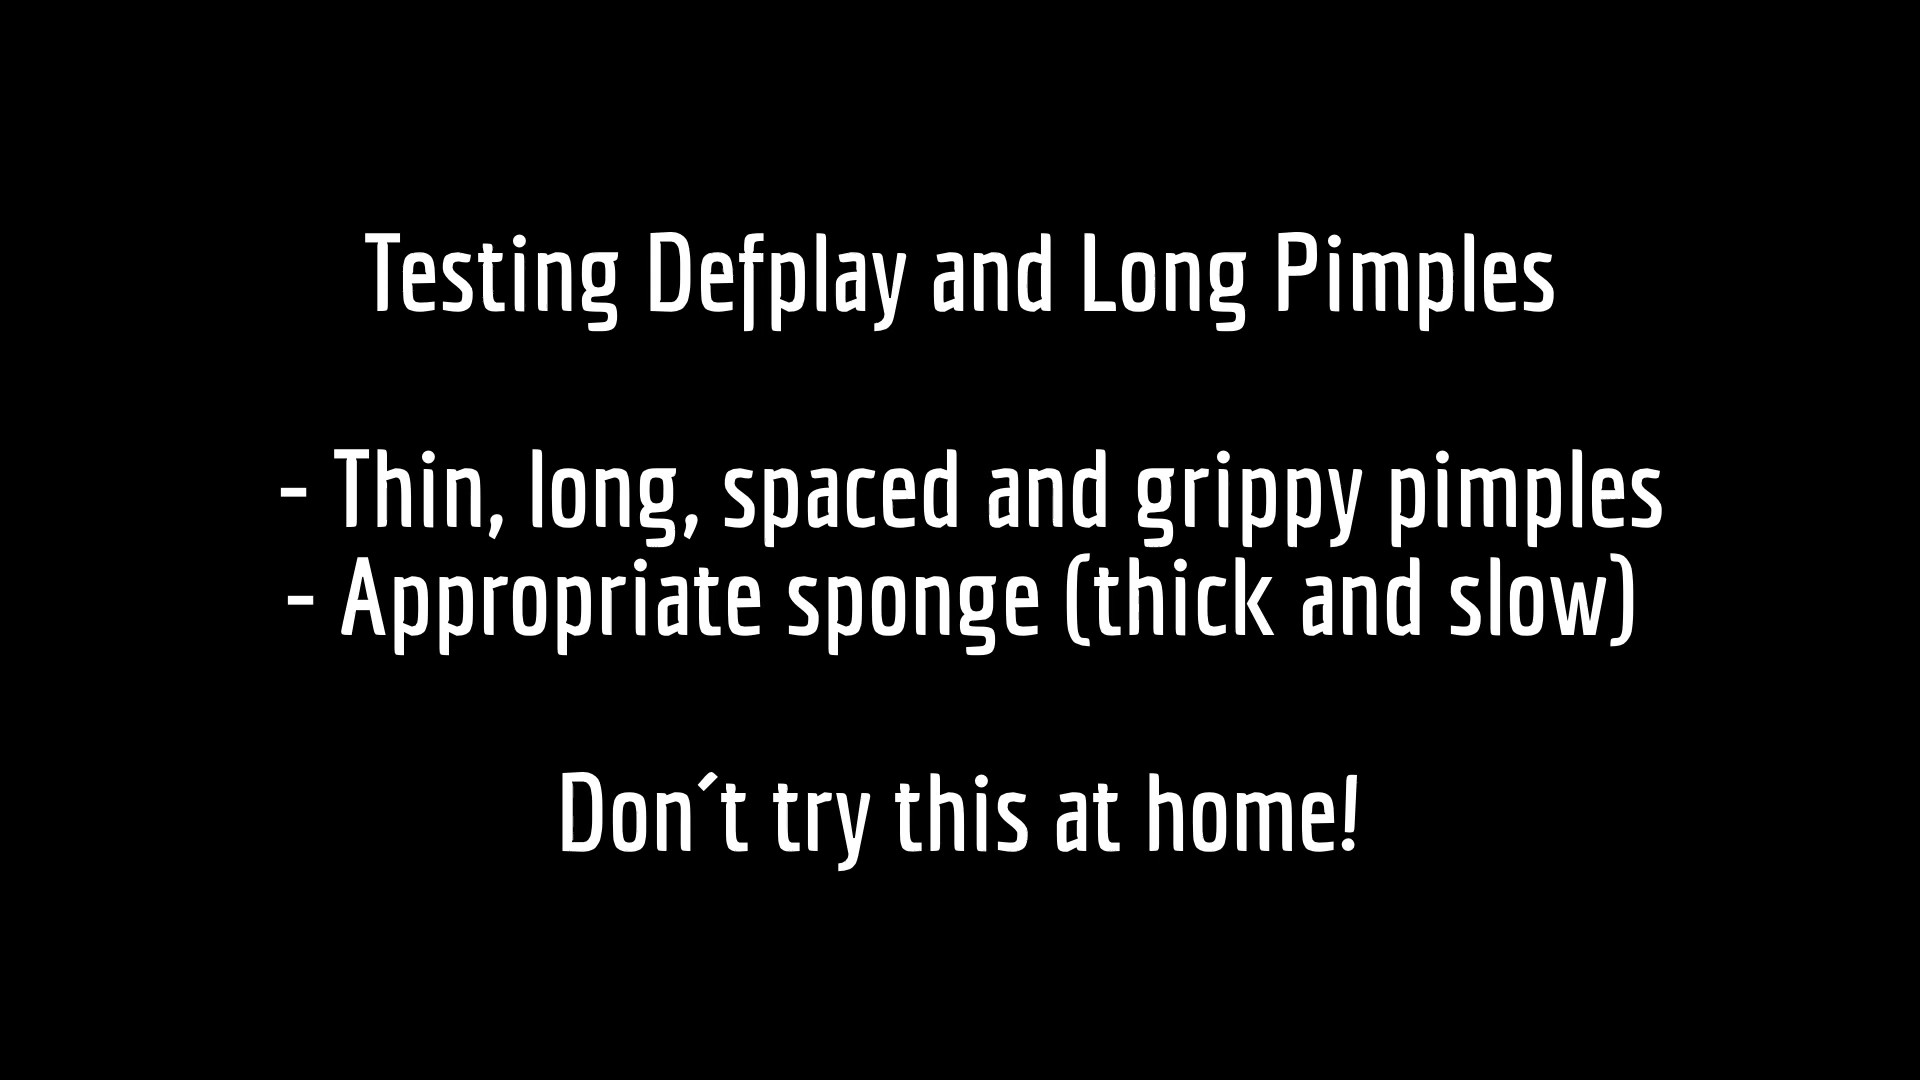 Testing Defplay and Long Pimples
- Thin, long, spaced and grippy pimples
- Appropriate sponge (thick and slow)
Don´t try this at home!